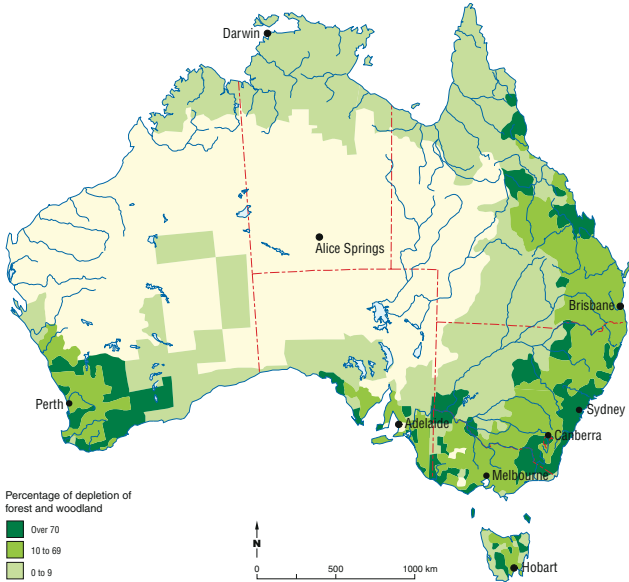 Darwin
Alice Springs
Brisbane
Perth
Adelaide
Sydney
Canberra
Melbourne
Percentage of depletion of
forest and woodland
Over 70
10 to 69
0 to 9
N
0 500 1000 km
Hobart